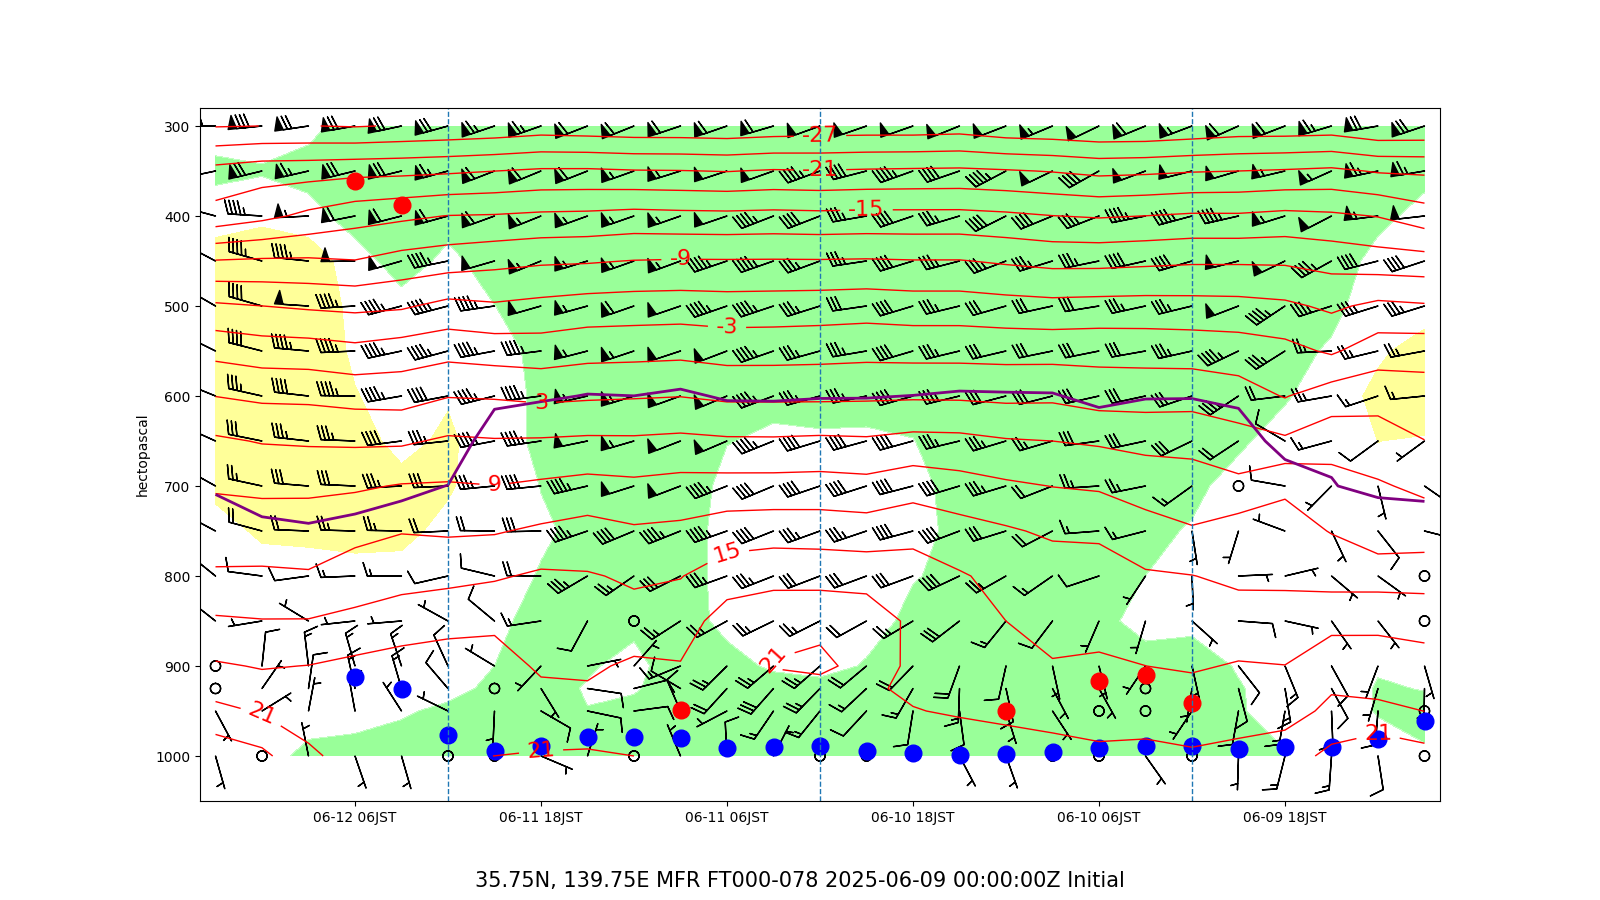 300
400
500
600
700
800
900
1000
hectopascal
-27
-21
-15
-9
-3
3
9
15
21
21
21
21
06-12 06JST
06-11 18JST
06-11 06JST
06-10 18JST
06-10 06JST
06-09 18JST
35.75N, 139.75E MFR FT000-078 2025-06-09 00:00:00Z Initial